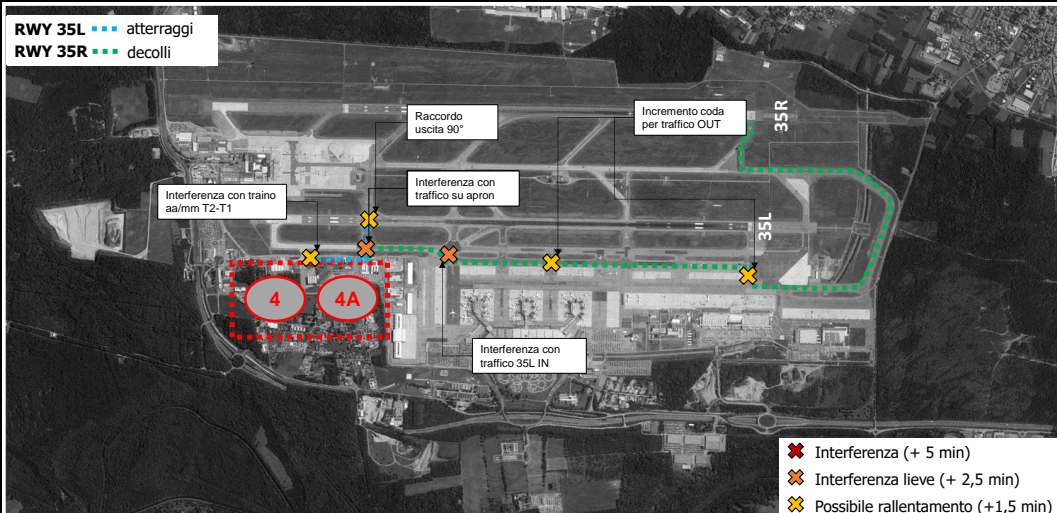 RWY 35L atterraggi
RWY 35R decolli
Raccordo
uscita 90°
Incremento coda
per traffico OUT
35R
Interferenza con traino
aa/mm T2-T1
Interferenza con
traffico su apron
35L
4
4A
Interferenza con
traffico 35L IN
Interferenza (+ 5 min)
Interferenza lieve (+ 2,5 min)
Possibile rallentamento (+1,5 min)